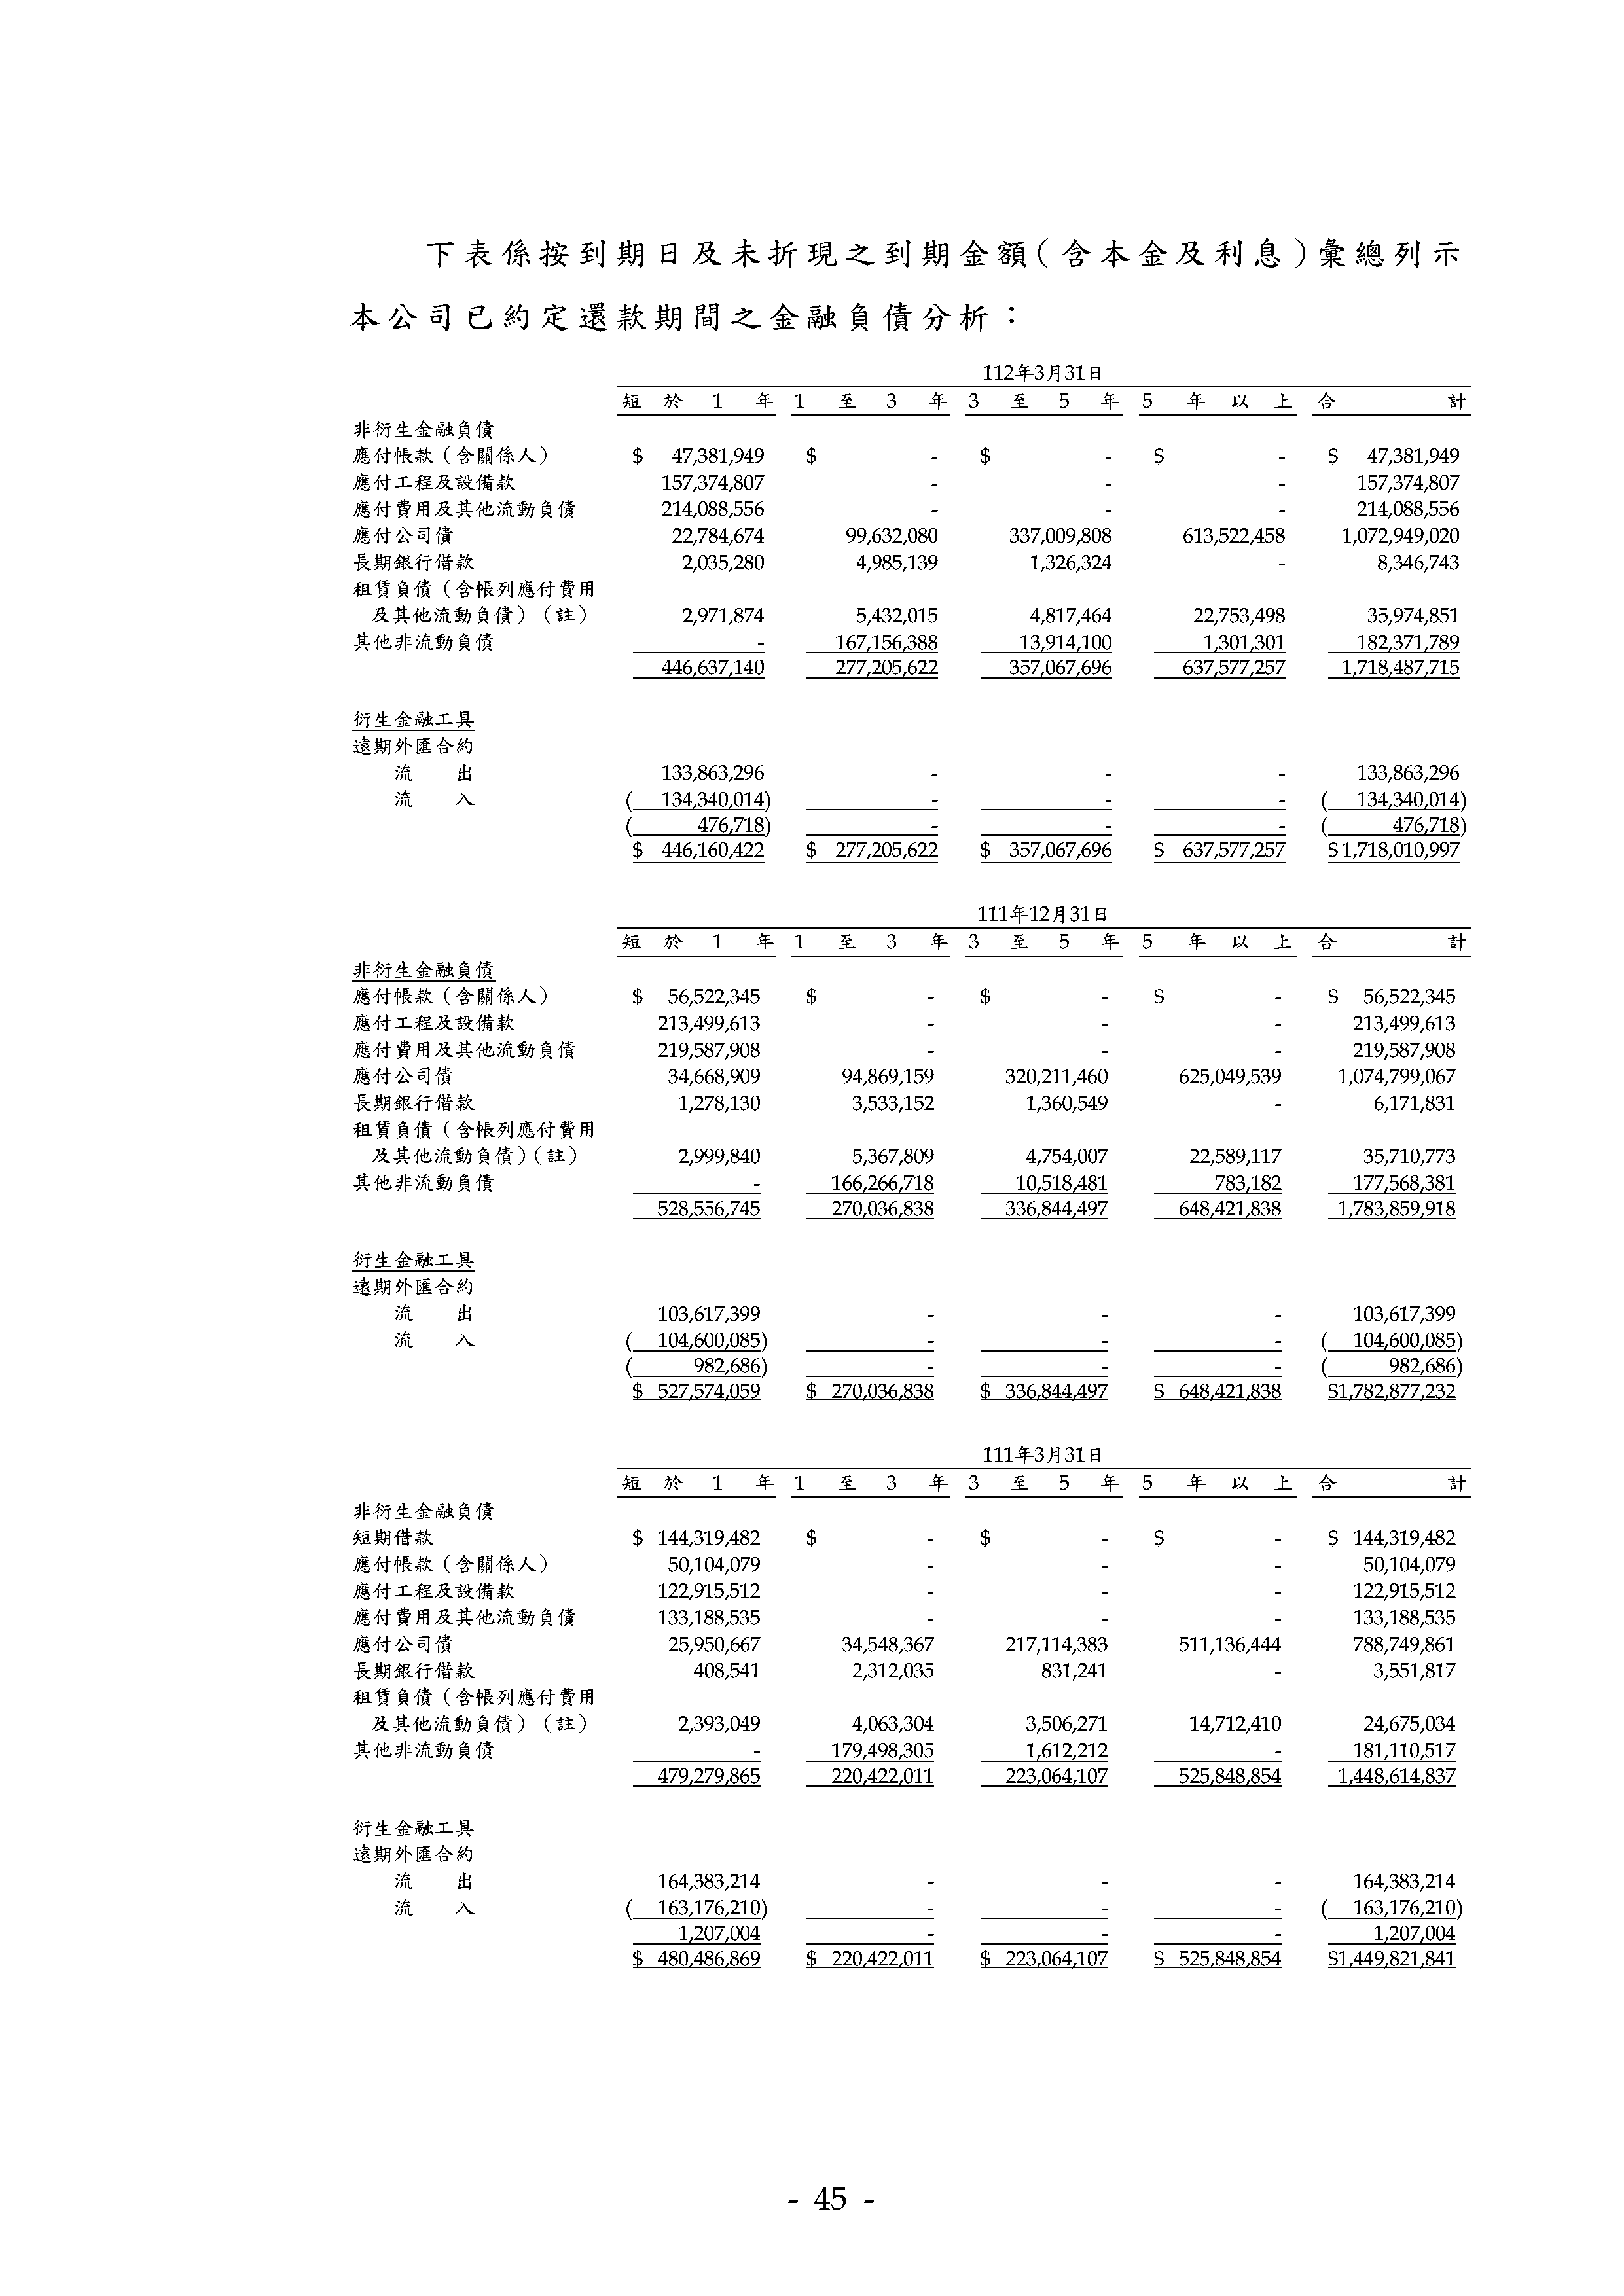 下表係按到期日及未折現之到期金額(含本金及利息)彙總列示
本公司已約定還款期間之金融負債分析：
112年3月31日
短於1年 1至3年 3至5年 5年以上 合計
非衍生金融負債
應付帳款（含關係人） $ 47,381,949 $ - $ - $ - $ 47,381,949
應付工程及設備款 157,374,807 - - - 157,374,807
應付費用及其他流動負債 214,088,556 - - - 214,088,556
應付公司債 22,784,674 99,632,080 337,009,808 613,522,458 1,072,949,020
長期銀行借款 2,035,280 4,985,139 1,326,324 - 8,346,743
租賃負債（含帳列應付費用
及其他流動負債）（註） 2,971,874 5,432,015 4,817,464 22,753,498 35,974,851
其他非流動負債 - 167,156,388 13,914,100 1,301,301 182,371,789
446,637,140 277,205,622 357,067,696 637,577,257 1,718,487,715
衍生金融工具
遠期外匯合約
流出 133,863,296 - - - 133,863,296
流入 ( 134,340,014) - - - ( 134,340,014)
( 476,718) - - - ( 476,718)
$ 446,160,422 $ 277,205,622 $ 357,067,696 $ 637,577,257 $1,718,010,997
111年12月31日
短於1年 1至3年 3至5年 5年以上 合計
非衍生金融負債
應付帳款（含關係人） $ 56,522,345 $ - $ - $ - $ 56,522,345
應付工程及設備款 213,499,613 - - - 213,499,613
應付費用及其他流動負債 219,587,908 - - - 219,587,908
應付公司債 34,668,909 94,869,159 320,211,460 625,049,539 1,074,799,067
長期銀行借款 1,278,130 3,533,152 1,360,549 - 6,171,831
租賃負債（含帳列應付費用
及其他流動負債）（註） 2,999,840 5,367,809 4,754,007 22,589,117 35,710,773
其他非流動負債 - 166,266,718 10,518,481 783,182 177,568,381
528,556,745 270,036,838 336,844,497 648,421,838 1,783,859,918
衍生金融工具
遠期外匯合約
流出 103,617,399 - - - 103,617,399
流入 ( 104,600,085) - - - ( 104,600,085)
( 982,686) - - - ( 982,686)
$ 527,574,059 $ 270,036,838 $ 336,844,497 $ 648,421,838 $1,782,877,232
111年3月31日
短於1年 1至3年 3至5年 5年以上 合計
非衍生金融負債
短期借款 $ 144,319,482 $ - $ - $ - $ 144,319,482
應付帳款（含關係人） 50,104,079 - - - 50,104,079
應付工程及設備款 122,915,512 - - - 122,915,512
應付費用及其他流動負債 133,188,535 - - - 133,188,535
應付公司債 25,950,667 34,548,367 217,114,383 511,136,444 788,749,861
長期銀行借款 408,541 2,312,035 831,241 - 3,551,817
租賃負債（含帳列應付費用
及其他流動負債）（註） 2,393,049 4,063,304 3,506,271 14,712,410 24,675,034
其他非流動負債 - 179,498,305 1,612,212 - 181,110,517
479,279,865 220,422,011 223,064,107 525,848,854 1,448,614,837
衍生金融工具
遠期外匯合約
流出 164,383,214 - - - 164,383,214
流入 ( 163,176,210) - - - ( 163,176,210)
1,207,004 - - - 1,207,004
$ 480,486,869 $ 220,422,011 $ 223,064,107 $ 525,848,854 $1,449,821,841
- 45 -